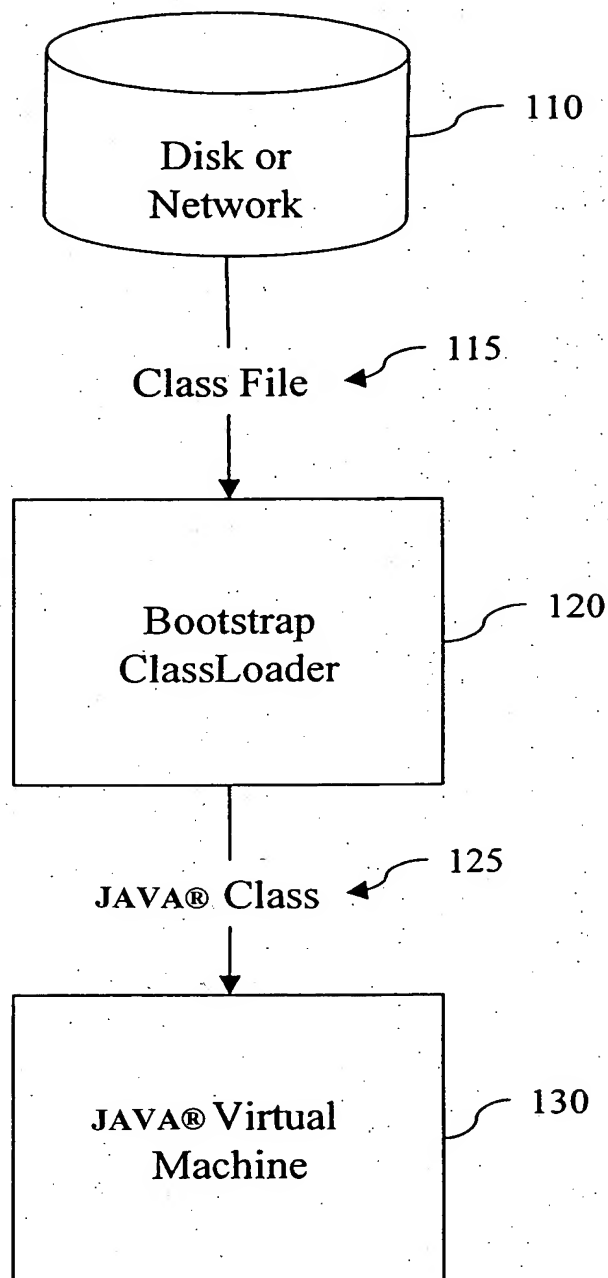 110
Disk or
Network
115
Class File
120
Bootstrap
ClassLoader
125
JAVA® Class
130
JAVA® Virtual
Machine